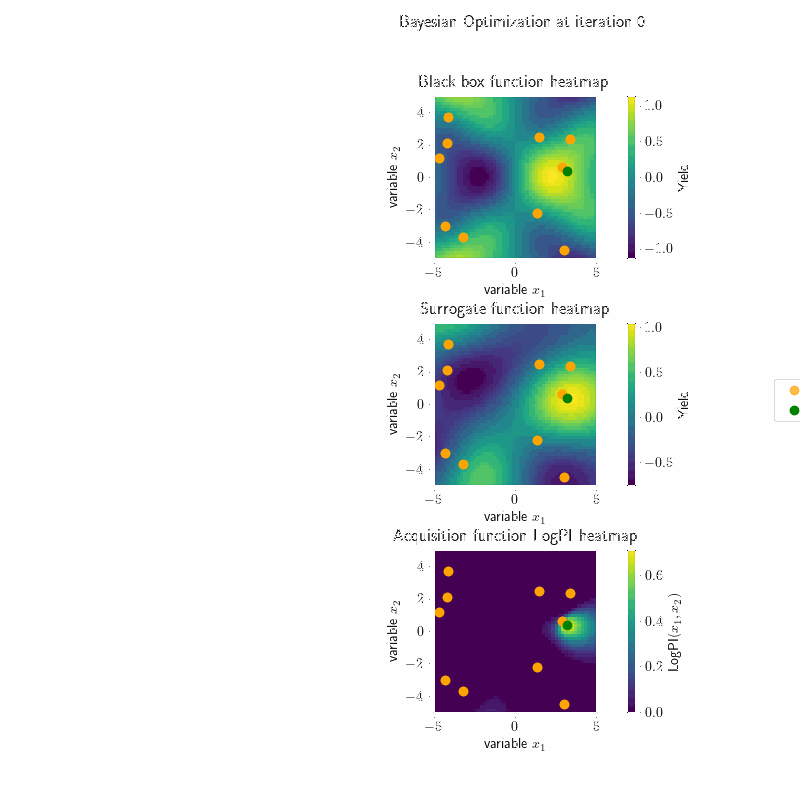 Bayesian Optimization at iteration 0
Black box function heatmap
4
2
0
−2
−4
variable x₂
−5 0 5
variable x₁
1.0
0.5
0.0
−0.5
−1.0
Yield
Surrogate function heatmap
4
2
0
−2
−4
variable x₂
−5 0 5
variable x₁
1.0
0.5
0.0
−0.5
Yield
Acquisition function LogPI heatmap
4
2
0
−2
−4
variable x₂
−5 0 5
variable x₁
0.6
0.4
0.2
0.0
LogPI(x₁, x₂)